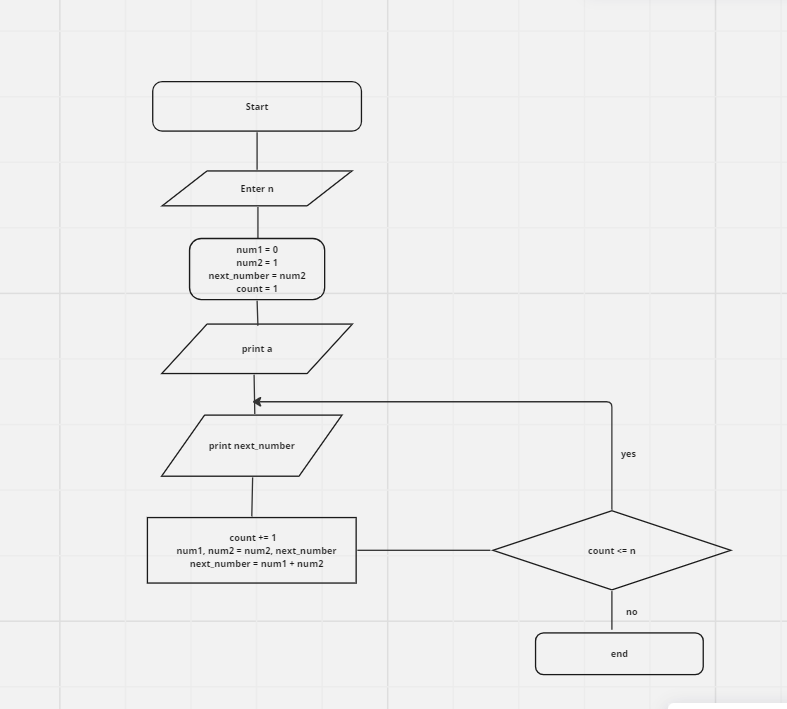 Start
Enter n
num1 = 0
num2 = 1
next_number = num2
count = 1
print a
print next_number
yes
count += 1
num1, num2 = num2, next_number
next_number = num1 + num2
count <= n
no
end